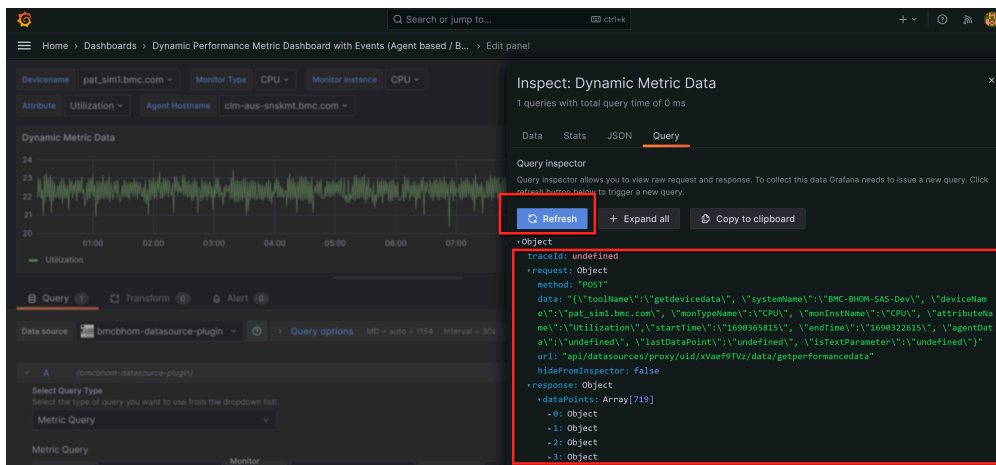 Search or jump to...
ctrl+k
Home › Dashboards › Dynamic Performance Metric Dashboard with Events (Agent based / B... › Edit panel
Devicename pat_sim1.bmc.com Monitor Type CPU Monitor Instance CPU
Attribute Utilization Agent Hostname clm-aus-snskmt.bmc.com
Dynamic Metric Data
24
23
22
21
20
01:00 02:00 03:00 04:00 05:00 06:00 07:00
Utilization
Query 1 Transform 0 Alert 0
Data source bmcbhom-datasource-plugin › Query options MD = auto = 1154 Interval = 30s
A (bmcbhom-datasource-plugin)
Select Query Type
Select the type of query you want to use from the dropdown list!
Metric Query
Metric Query
Monitor
Inspect: Dynamic Metric Data
1 queries with total query time of 0 ms
Data Stats JSON Query
Query inspector
Query inspector allows you to view raw request and response. To collect this data Grafana needs to issue a new query. Click
refresh button below to trigger a new query.
Refresh + Expand all Copy to clipboard
Object
traceId: undefined
request: Object
method: "POST"
data: "{\"toolName\":\"getdevicedata\", \"systemName\":\"BMC-BHOM-SAS-Dev\", \"deviceNam
e\":\"pat_sim1.bmc.com\", \"monTypeName\":\"CPU\", \"monInstName\":\"CPU\", \"attributeNa
me\":\"Utilization\",\"startTime\":\"1690365815\", \"endTime\":\"1690322615\", \"agentDat
a\":\"undefined\", \"lastDataPoint\":\"undefined\", \"isTextParameter\":\"undefined\"}"
url: "api/datasources/proxy/uid/xVaef9TVz/data/getperformancedata"
hideFromInspector: false
response: Object
dataPoints: Array[719]
0: Object
1: Object
2: Object
3: Object